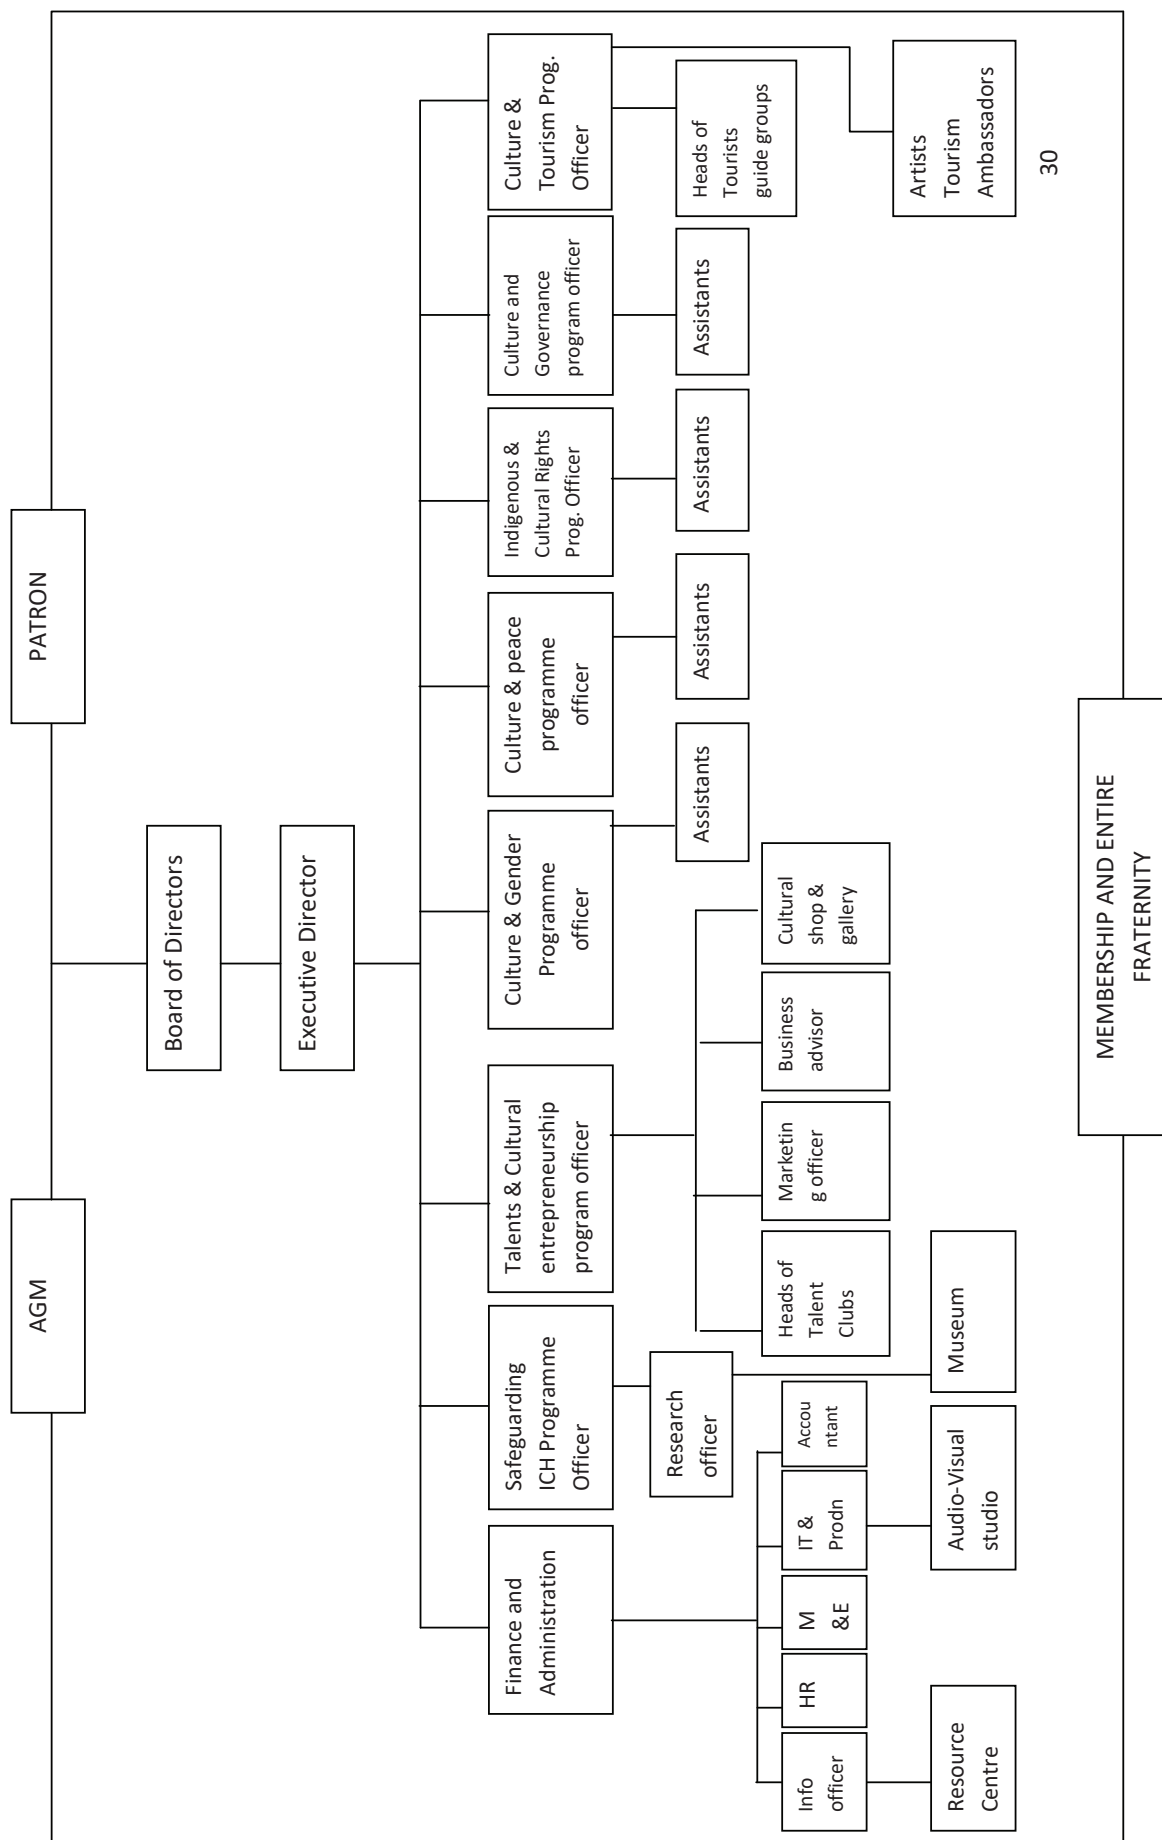 AGM
PATRON
Board of Directors
Executive Director
Finance and
Administration
Safeguarding
ICH Programme
Officer
Talents & Cultural
entrepreneurship
program officer
Culture & Gender
Programme
officer
Culture & peace
programme
officer
Indigenous &
Cultural Rights
Prog. Officer
Culture and
Governance
program officer
Culture &
Tourism Prog.
Officer
Research
officer
Assistants
Assistants
Assistants
Assistants
Heads of
Tourists
guide groups
Info
officer
HR
M
&E
IT &
Prodn
Accou
ntant
Heads of
Talent
Clubs
Marketin
g officer
Business
advisor
Cultural
shop &
gallery
Resource
Centre
Audio-Visual
studio
Museum
Artists
Tourism
Ambassadors
MEMBERSHIP AND ENTIRE
FRATERNITY
30